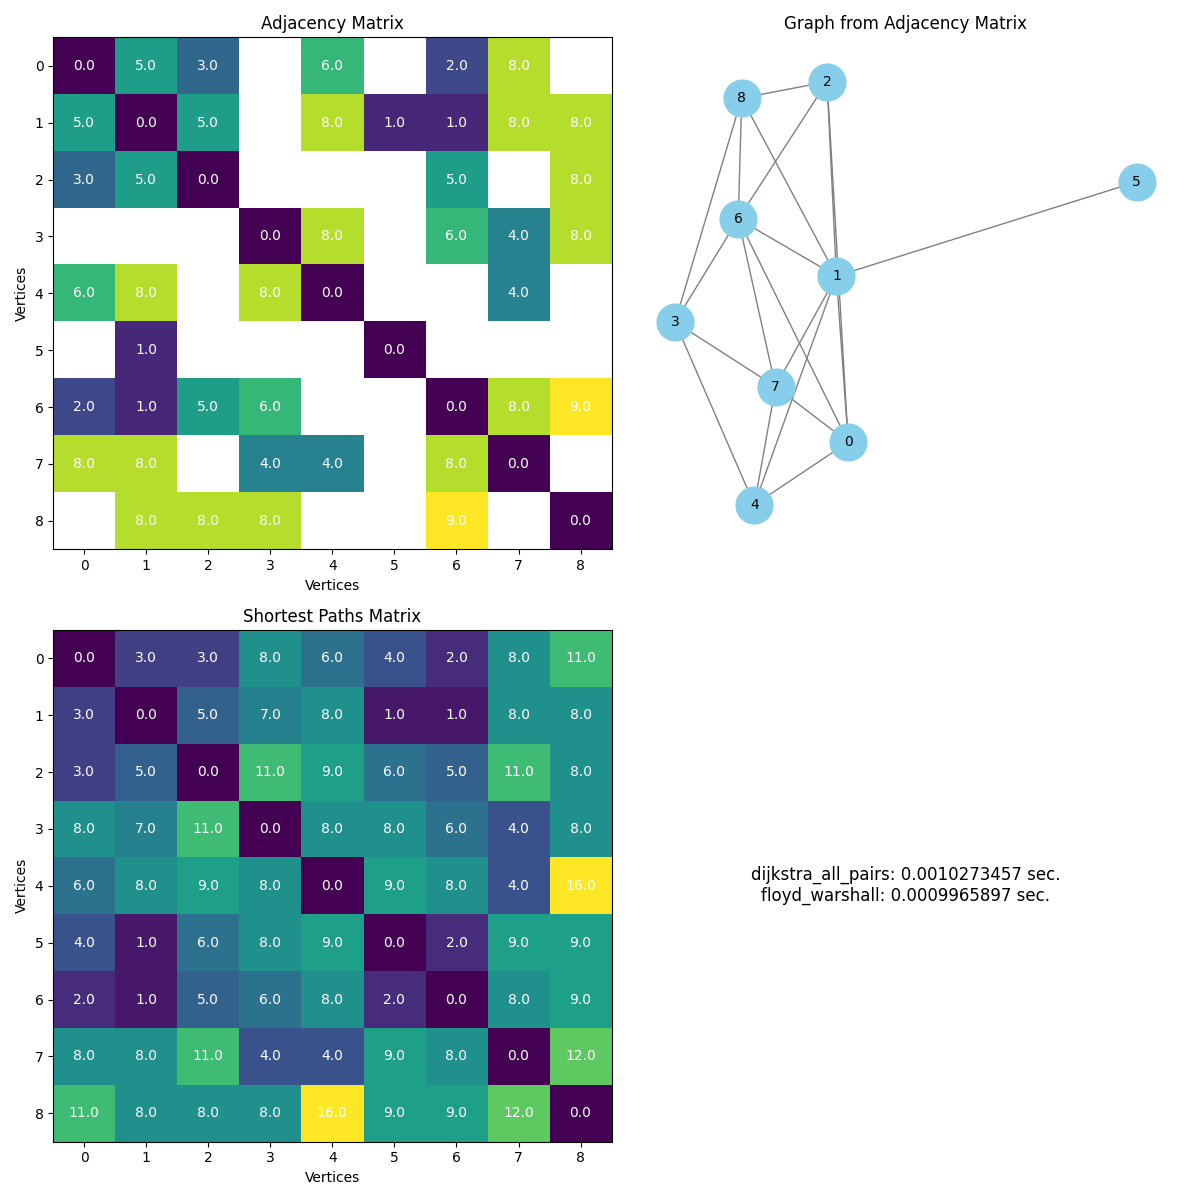 Adjacency Matrix
0 0.0 5.0 3.0 6.0 2.0 8.0
1 5.0 0.0 5.0 8.0 1.0 1.0 8.0 8.0
2 3.0 5.0 0.0 5.0 8.0
3 0.0 8.0 6.0 4.0 8.0
4 6.0 8.0 8.0 0.0 4.0
5 1.0 0.0
6 2.0 1.0 5.0 6.0 0.0 8.0 9.0
7 8.0 8.0 4.0 4.0 8.0 0.0
8 8.0 8.0 8.0 9.0 0.0
0 1 2 3 4 5 6 7 8
Vertices
Vertices
Graph from Adjacency Matrix
2
8
5
6
1
3
7
0
4
Shortest Paths Matrix
0 0.0 3.0 3.0 8.0 6.0 4.0 2.0 8.0 11.0
1 3.0 0.0 5.0 7.0 8.0 1.0 1.0 8.0 8.0
2 3.0 5.0 0.0 11.0 9.0 6.0 5.0 11.0 8.0
3 8.0 7.0 11.0 0.0 8.0 8.0 6.0 4.0 8.0
4 6.0 8.0 9.0 8.0 0.0 9.0 8.0 4.0 16.0
5 4.0 1.0 6.0 8.0 9.0 0.0 2.0 9.0 9.0
6 2.0 1.0 5.0 6.0 8.0 2.0 0.0 8.0 9.0
7 8.0 8.0 11.0 4.0 4.0 9.0 8.0 0.0 12.0
8 11.0 8.0 8.0 8.0 16.0 9.0 9.0 12.0 0.0
0 1 2 3 4 5 6 7 8
Vertices
Vertices
dijkstra_all_pairs: 0.0010273457 sec.
floyd_warshall: 0.0009965897 sec.